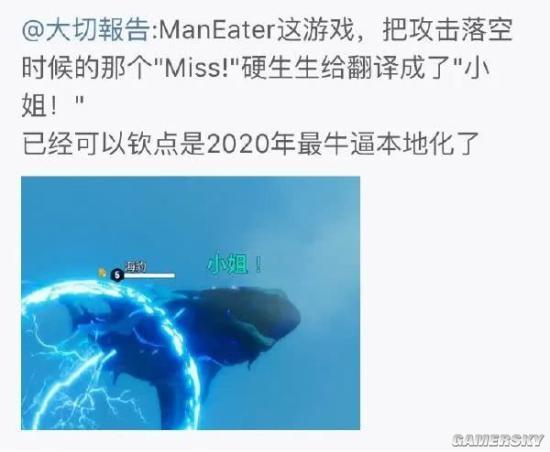 @大切報告:ManEater这游戏，把攻击落空
时候的那个"Miss!"硬生生给翻译成了"小
姐！"
已经可以钦点是2020年最牛逼本地化了
海豹
5
小姐！
GAMERSKY